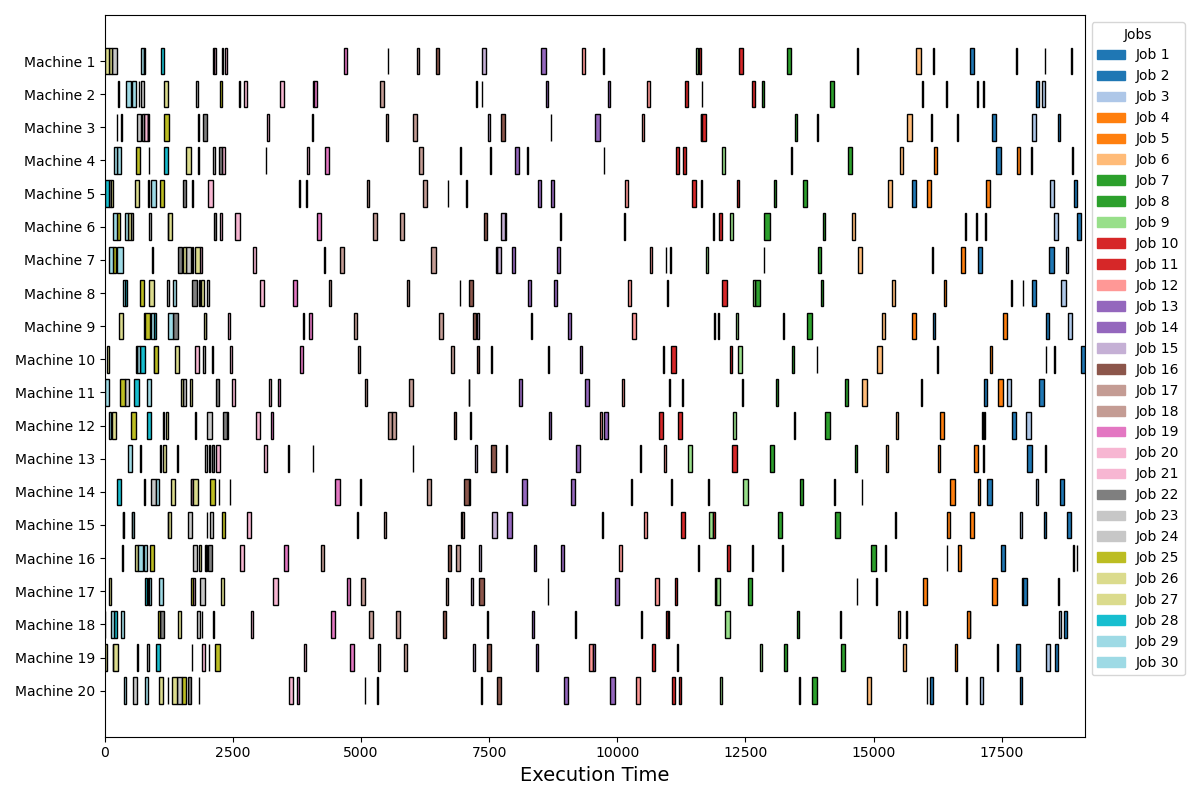 Machine 1
Machine 2
Machine 3
Machine 4
Machine 5
Machine 6
Machine 7
Machine 8
Machine 9
Machine 10
Machine 11
Machine 12
Machine 13
Machine 14
Machine 15
Machine 16
Machine 17
Machine 18
Machine 19
Machine 20
0 2500 5000 7500 10000 12500 15000 17500
Execution Time
Jobs
Job 1
Job 2
Job 3
Job 4
Job 5
Job 6
Job 7
Job 8
Job 9
Job 10
Job 11
Job 12
Job 13
Job 14
Job 15
Job 16
Job 17
Job 18
Job 19
Job 20
Job 21
Job 22
Job 23
Job 24
Job 25
Job 26
Job 27
Job 28
Job 29
Job 30